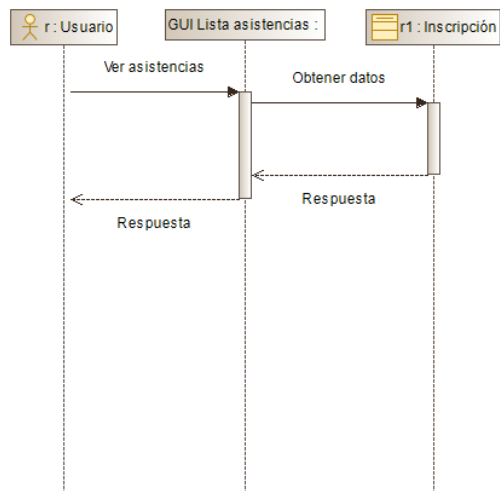 r : Usuario
GUI Lista asistencias :
r1 : Inscripción
Ver asistencias
Obtener datos
Respuesta
Respuesta